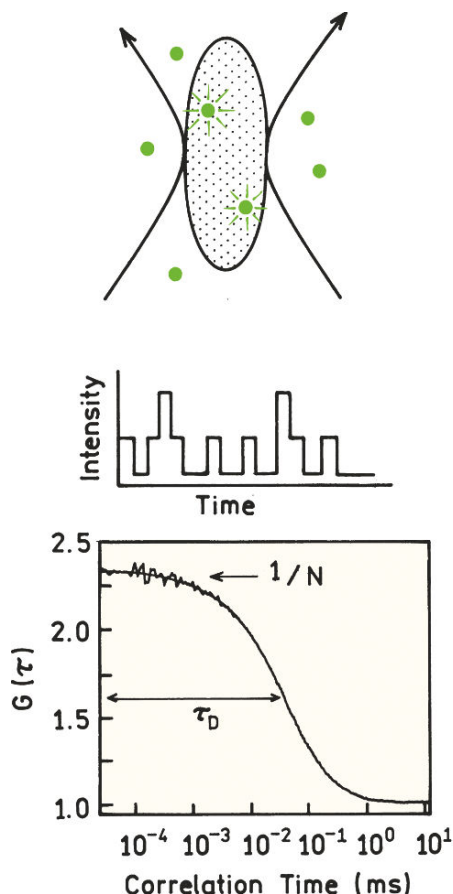 Intensity
Time
2.5
2.0
1.5
1.0
G(τ)
1/N
τD
10⁻⁴ 10⁻³ 10⁻² 10⁻¹ 10⁰ 10¹
Correlation Time (ms)